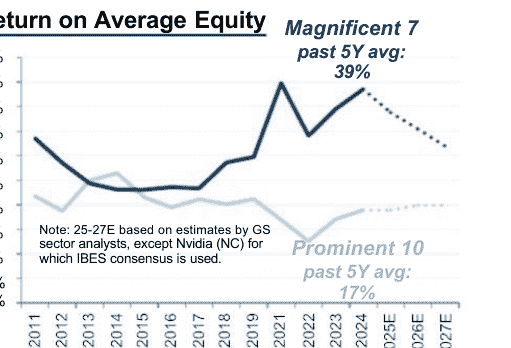 eturn on Average Equity
Magnificent 7
past 5Y avg:
39%
Note: 25-27E based on estimates by GS
sector analysts, except Nvidia (NC) for
which IBES consensus is used.
Prominent 10
past 5Y avg:
17%
%
%
%
%
%
%
%
%
%
%
2011
2012
2013
2014
2015
2016
2017
2018
2019
2021
2022
2023
2024
025E
026E
027E